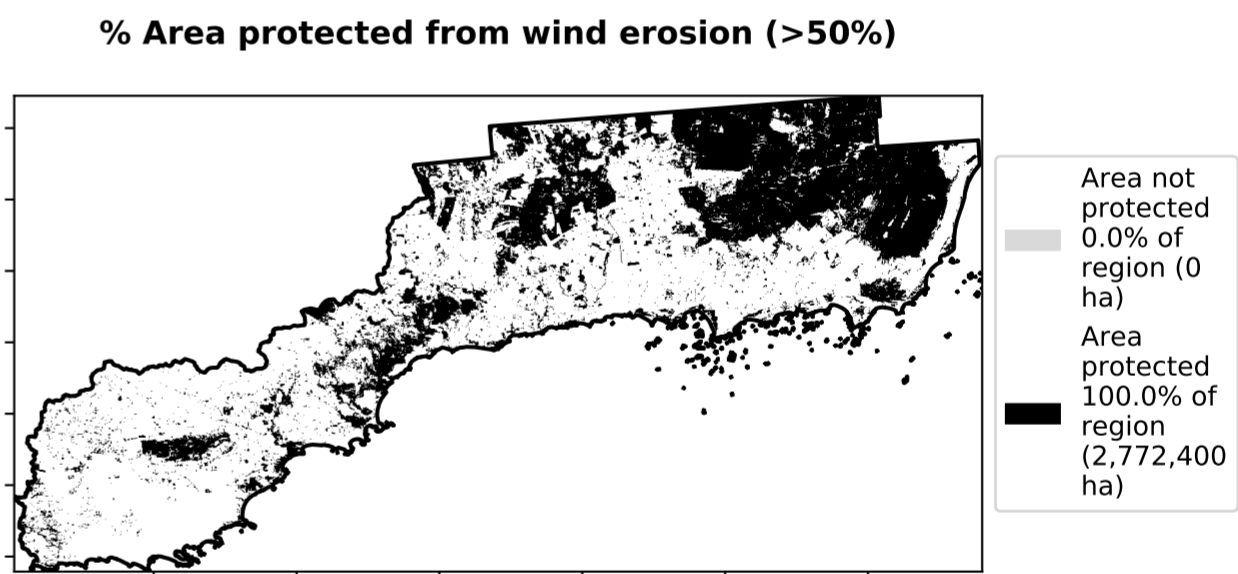 % Area protected from wind erosion (>50%)
Area not
protected
0.0% of
region (0
ha)
Area
protected
100.0% of
region
(2,772,400
ha)